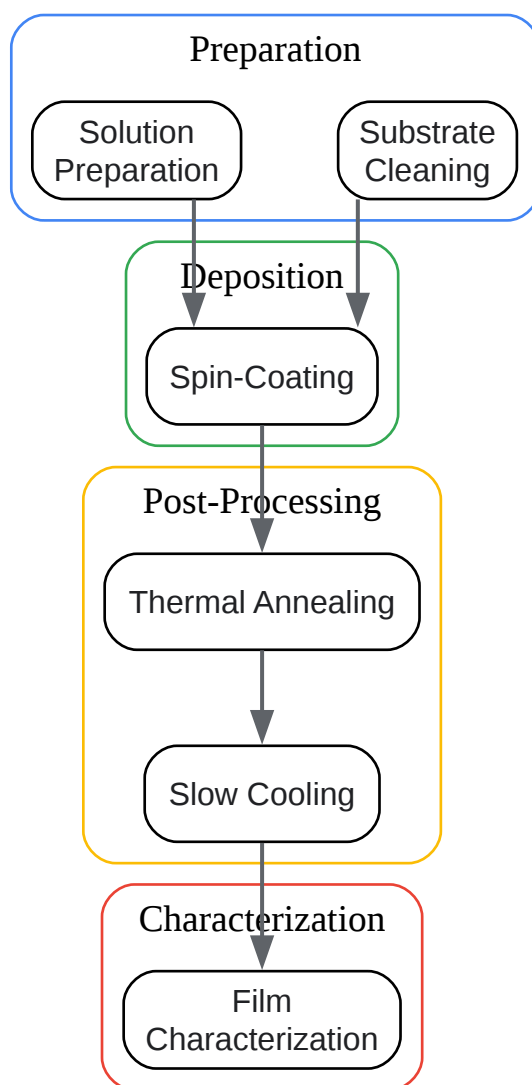 Preparation
Solution
Preparation
Substrate
Cleaning
Deposition
Spin-Coating
Post-Processing
Thermal Annealing
Slow Cooling
Characterization
Film
Characterization